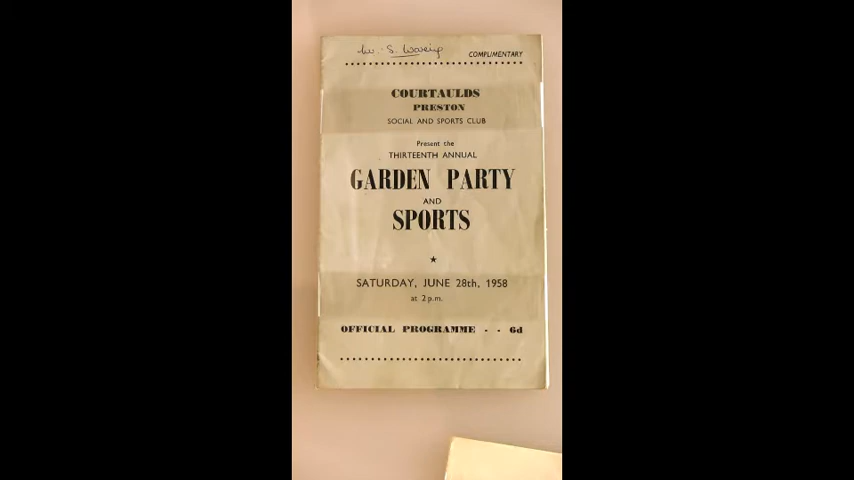 W. S. Waring
COMPLIMENTARY
COURTAULDS
PRESTON
SOCIAL AND SPORTS CLUB
Present the
THIRTEENTH ANNUAL
GARDEN PARTY
AND
SPORTS
SATURDAY, JUNE 28th, 1958
at 2 p.m.
OFFICIAL PROGRAMME - - 6d